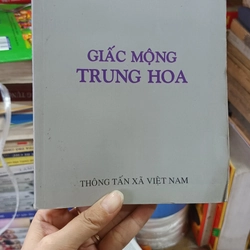 GIẤC MỘNG
TRUNG HOA
THÔNG TẤN XÃ VIỆT NAM